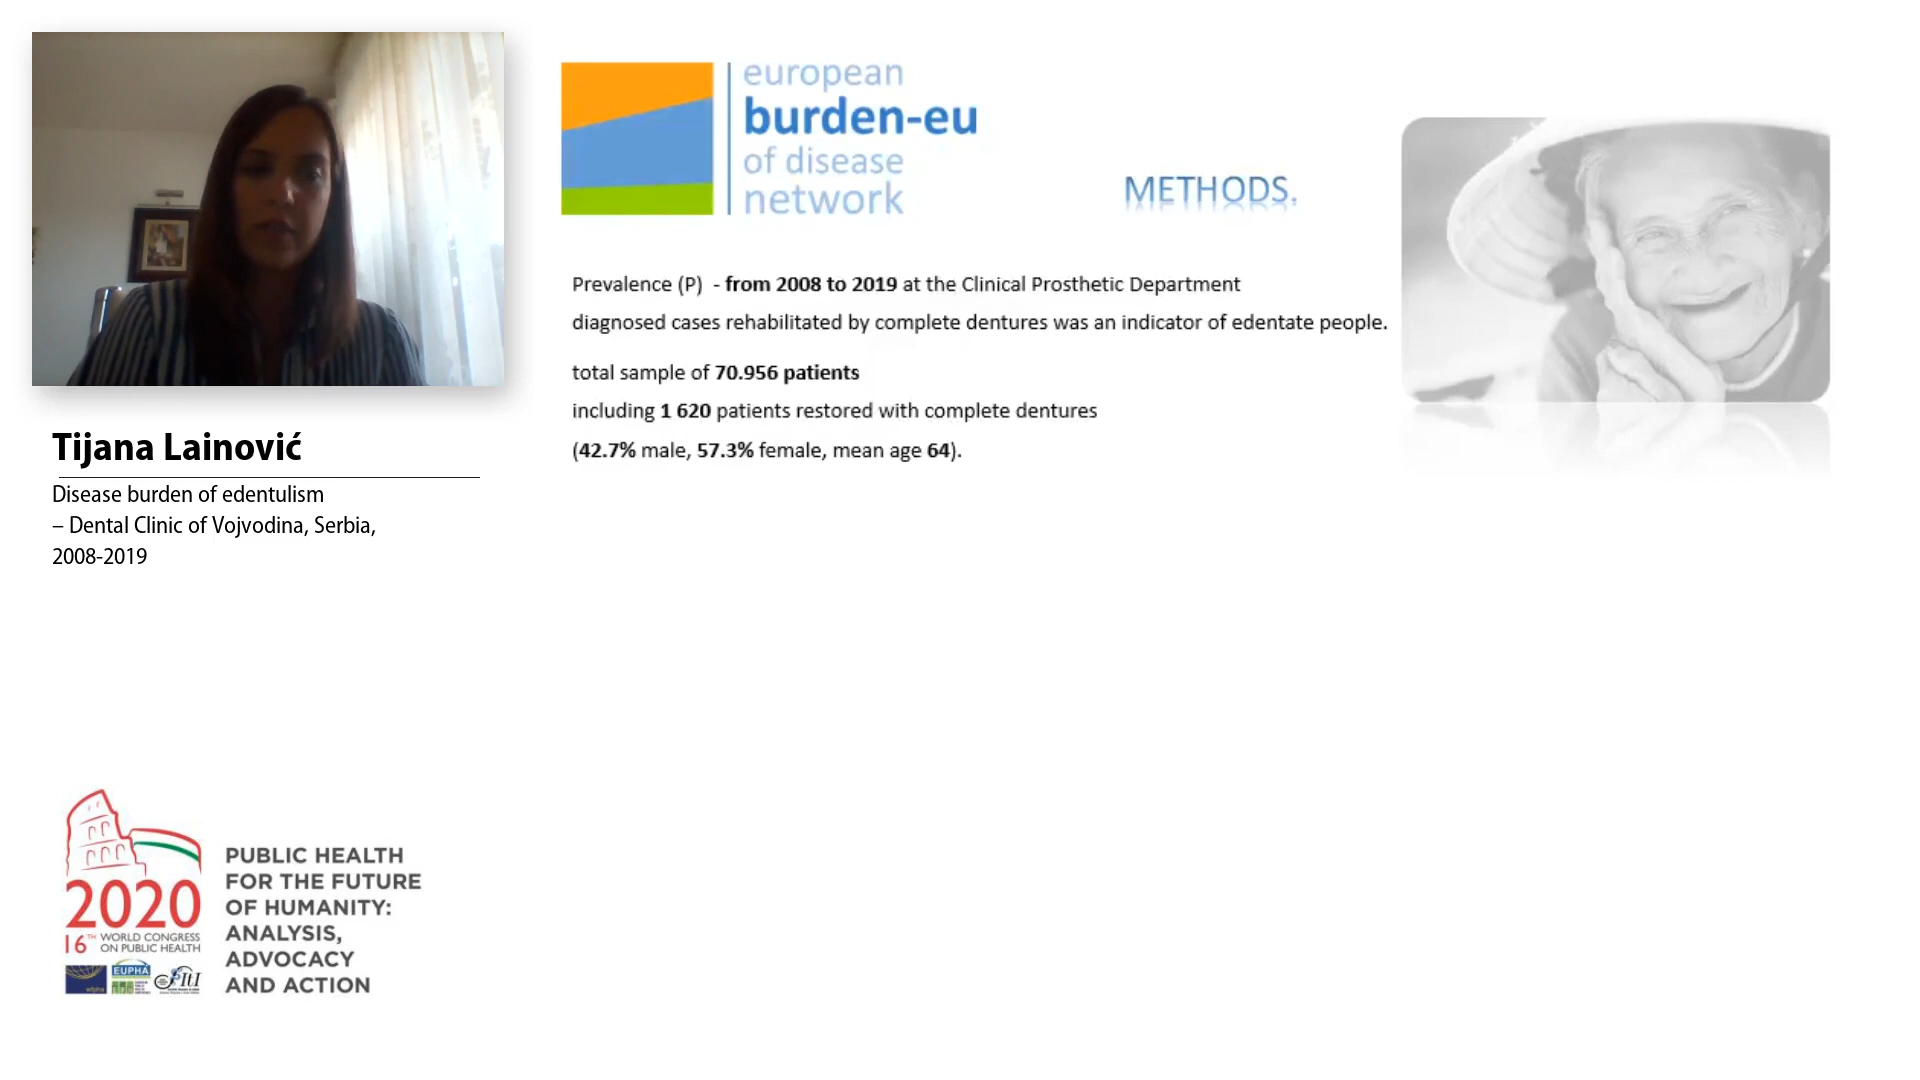 european
burden-eu
of disease
network
METHODS.
Prevalence (P) - from 2008 to 2019 at the Clinical Prosthetic Department
diagnosed cases rehabilitated by complete dentures was an indicator of edentate people.
total sample of 70.956 patients
including 1 620 patients restored with complete dentures
(42.7% male, 57.3% female, mean age 64).
Tijana Lainović
Disease burden of edentulism
– Dental Clinic of Vojvodina, Serbia,
2008-2019
2020
16TH WORLD CONGRESS
ON PUBLIC HEALTH
EUPHA
PUBLIC HEALTH
FOR THE FUTURE
OF HUMANITY:
ANALYSIS,
ADVOCACY
AND ACTION